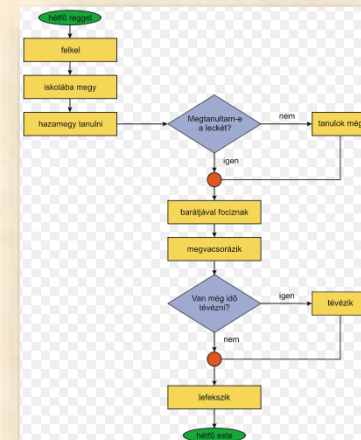 hétfő reggel
felkel
iskolába megy
hazamegy tanulni
Megtanultam-e
a leckét?
nem
tanulok még
igen
barátjával fociznak
megvacsorázik
Van még idő
tévézni?
igen
tévézik
nem
lefekszik
hétfő este